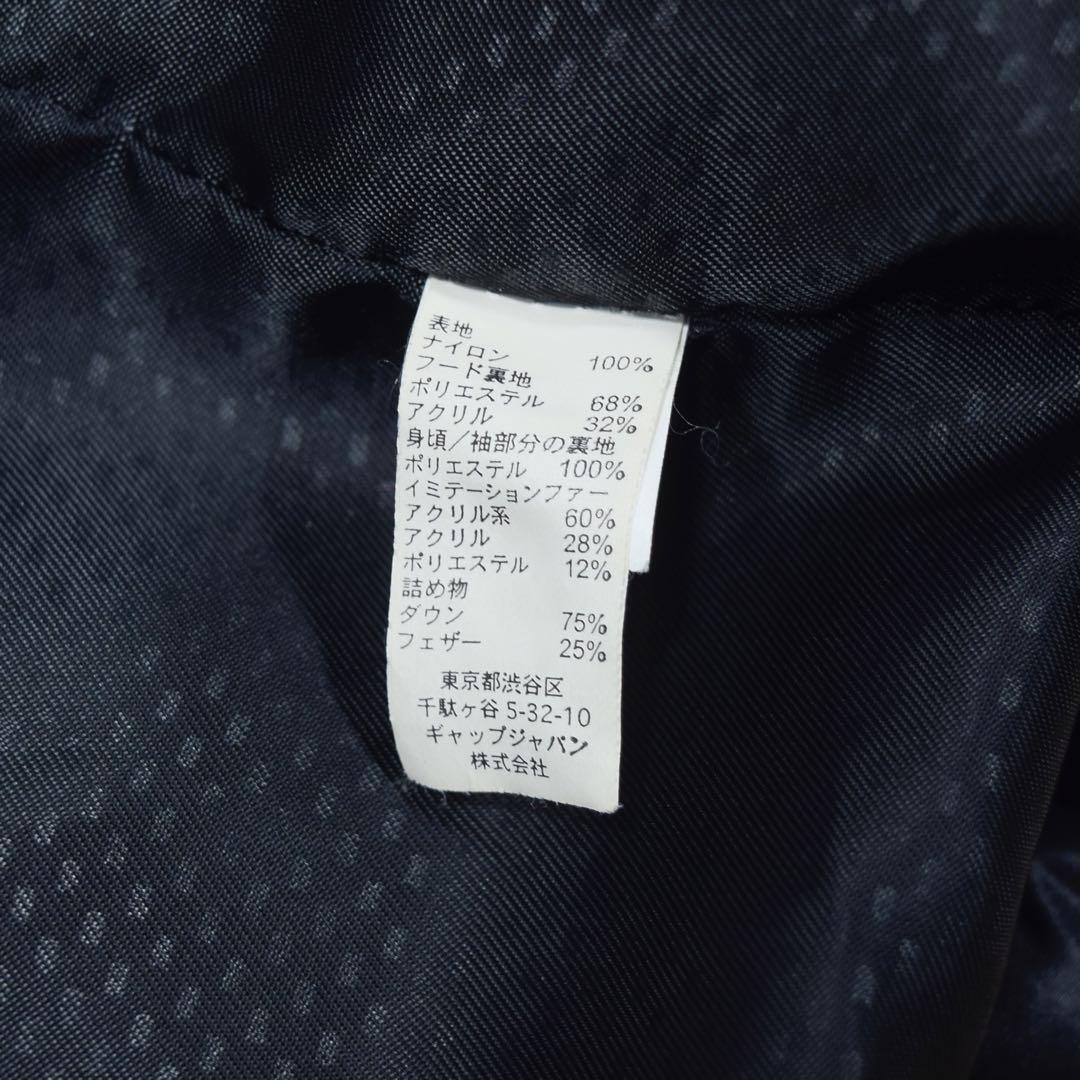 表地
ナイロン 100%
フード裏地
ポリエステル 68%
アクリル 32%
身頃/袖部分の裏地
ポリエステル 100%
イミテーションファー
アクリル系 60%
アクリル 28%
ポリエステル 12%
詰め物
ダウン 75%
フェザー 25%
東京都渋谷区
千駄ヶ谷 5-32-10
ギャップジャパン
株式会社